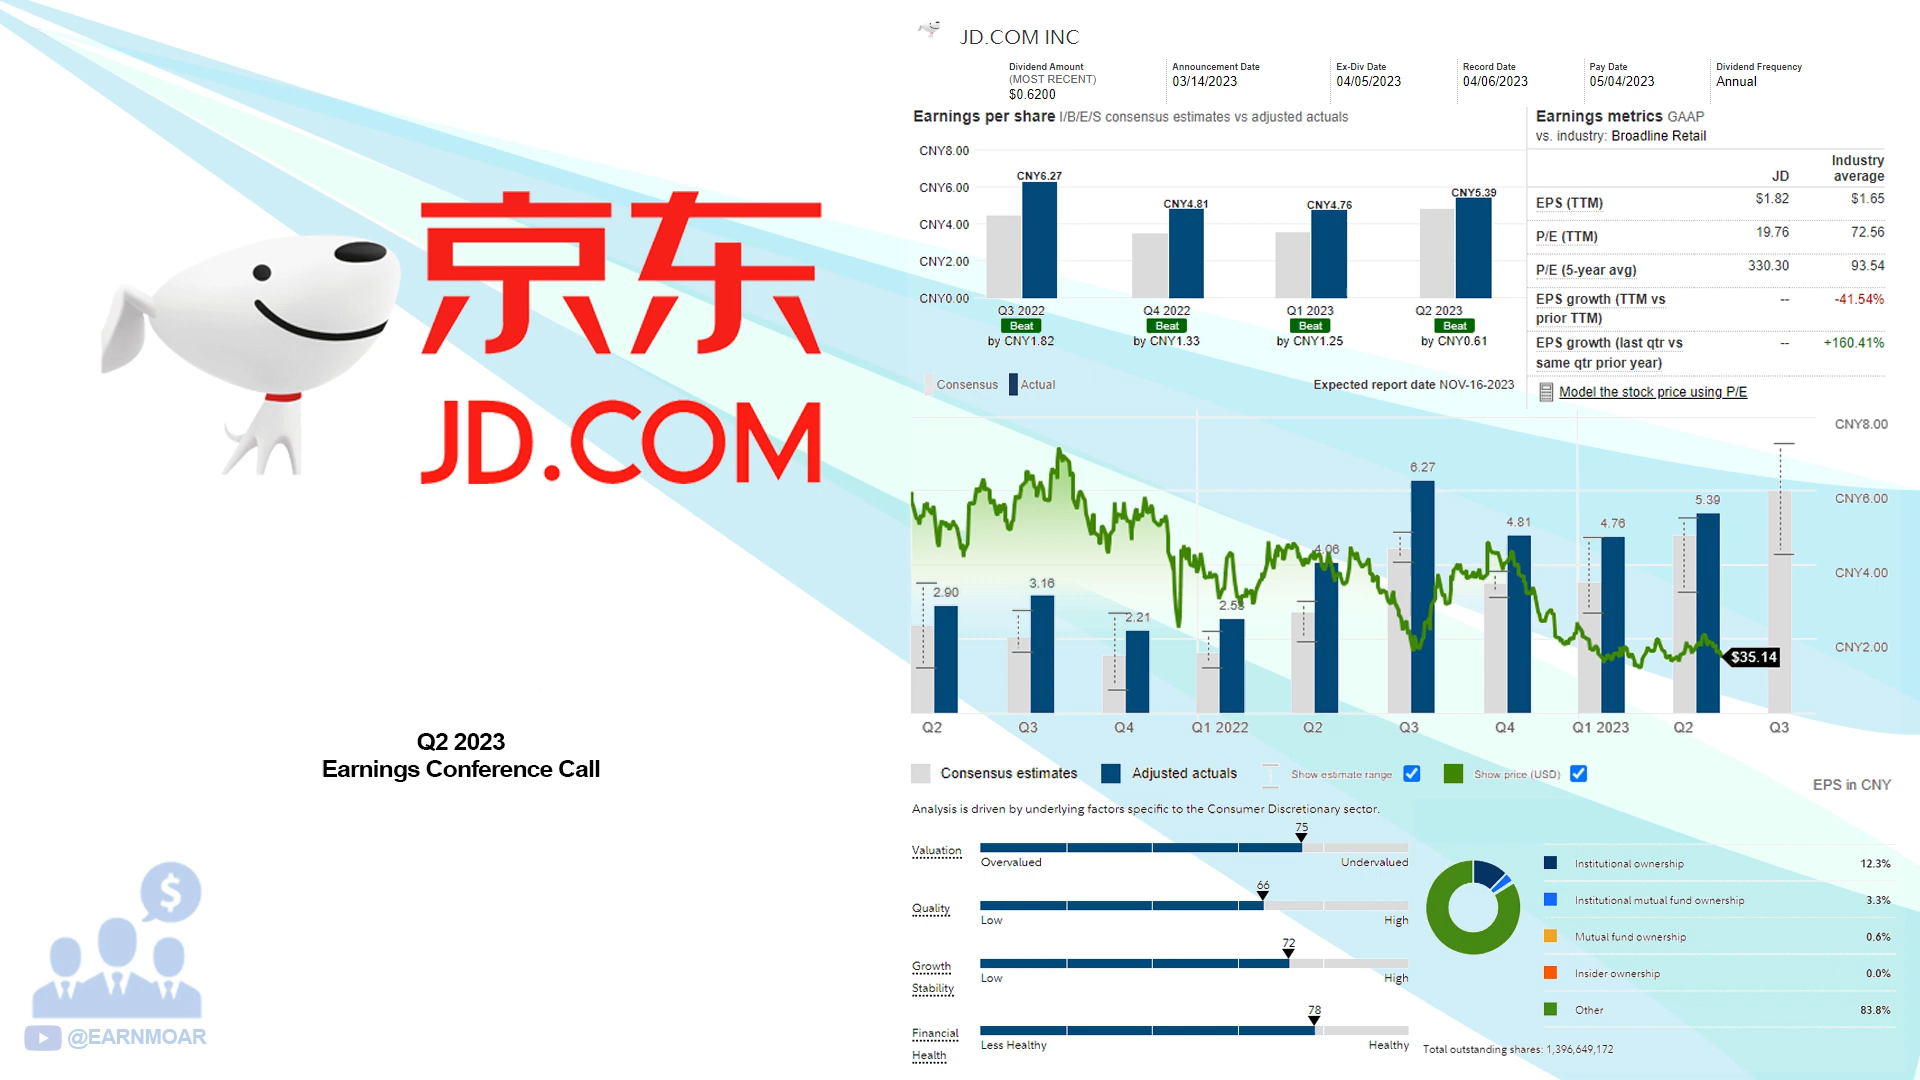 京东
JD.COM
Q2 2023
Earnings Conference Call
$
@EARNMOAR
JD.COM INC
Dividend Amount
(MOST RECENT)
$0.6200
Announcement Date
03/14/2023
Ex-Div Date
04/05/2023
Record Date
04/06/2023
Pay Date
05/04/2023
Dividend Frequency
Annual
Earnings per share I/B/E/S consensus estimates vs adjusted actuals
CNY8.00
CNY6.00
CNY4.00
CNY2.00
CNY0.00
CNY6.27
CNY4.81
CNY4.76
CNY5.39
Q3 2022
Beat
by CNY1.82
Q4 2022
Beat
by CNY1.33
Q1 2023
Beat
by CNY1.25
Q2 2023
Beat
by CNY0.61
Consensus Actual
Expected report date NOV-16-2023
Earnings metrics GAAP
vs. industry: Broadline Retail
JD Industry average
EPS (TTM) $1.82 $1.65
P/E (TTM) 19.76 72.56
P/E (5-year avg) 330.30 93.54
EPS growth (TTM vs prior TTM) -- -41.54%
EPS growth (last qtr vs same qtr prior year) -- +160.41%
Model the stock price using P/E
CNY8.00
CNY6.00
CNY4.00
CNY2.00
2.90
3.16
2.21
2.53
4.06
6.27
4.81
4.76
5.39
$35.14
Q2 Q3 Q4 Q1 2022 Q2 Q3 Q4 Q1 2023 Q2 Q3
Consensus estimates Adjusted actuals Show estimate range Show price (USD)
EPS in CNY
Analysis is driven by underlying factors specific to the Consumer Discretionary sector.
75
Valuation
Overvalued Undervalued
66
Quality
Low High
72
Growth Stability
Low High
78
Financial Health
Less Healthy Healthy
Institutional ownership 12.3%
Institutional mutual fund ownership 3.3%
Mutual fund ownership 0.6%
Insider ownership 0.0%
Other 83.8%
Total outstanding shares: 1,396,649,172